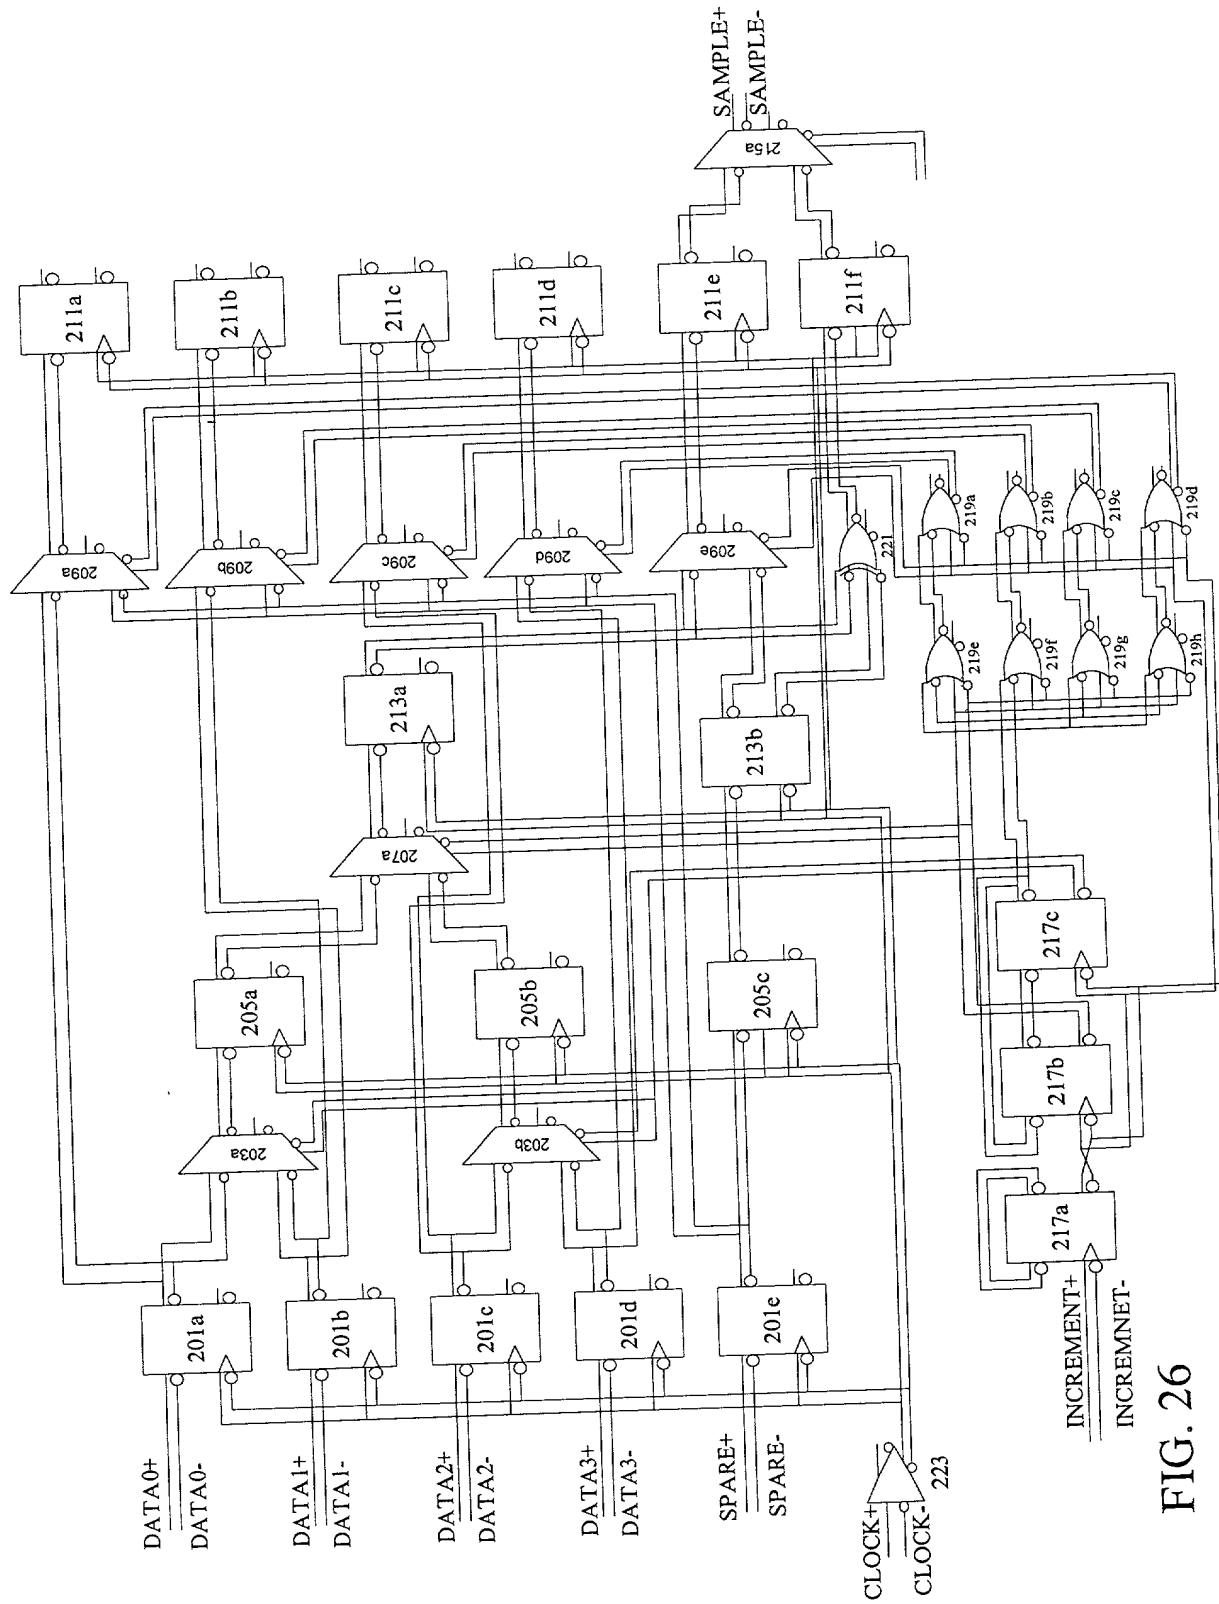 DATA0+
DATA0-
DATA1+
DATA1-
DATA2+
DATA2-
DATA3+
DATA3-
SPARE+
SPARE-
CLOCK+
CLOCK-
223
INCREMENT+
INCREMNET-
201a
201b
201c
201d
201e
203a
203b
205a
205b
205c
207a
213a
213b
209a
209b
209c
209d
209e
211a
211b
211c
211d
211e
211f
215a
SAMPLE+
SAMPLE-
221
217a
217b
217c
219e
219f
219g
219h
219a
219b
219c
219d
FIG. 26